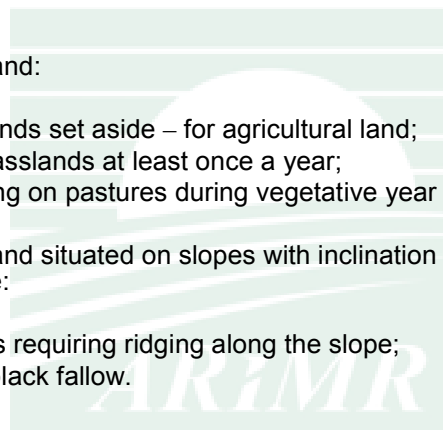 and:
nds set aside – for agricultural land;
asslands at least once a year;
ng on pastures during vegetative year
and situated on slopes with inclination
e:
s requiring ridging along the slope;
lack fallow.
ARiMR